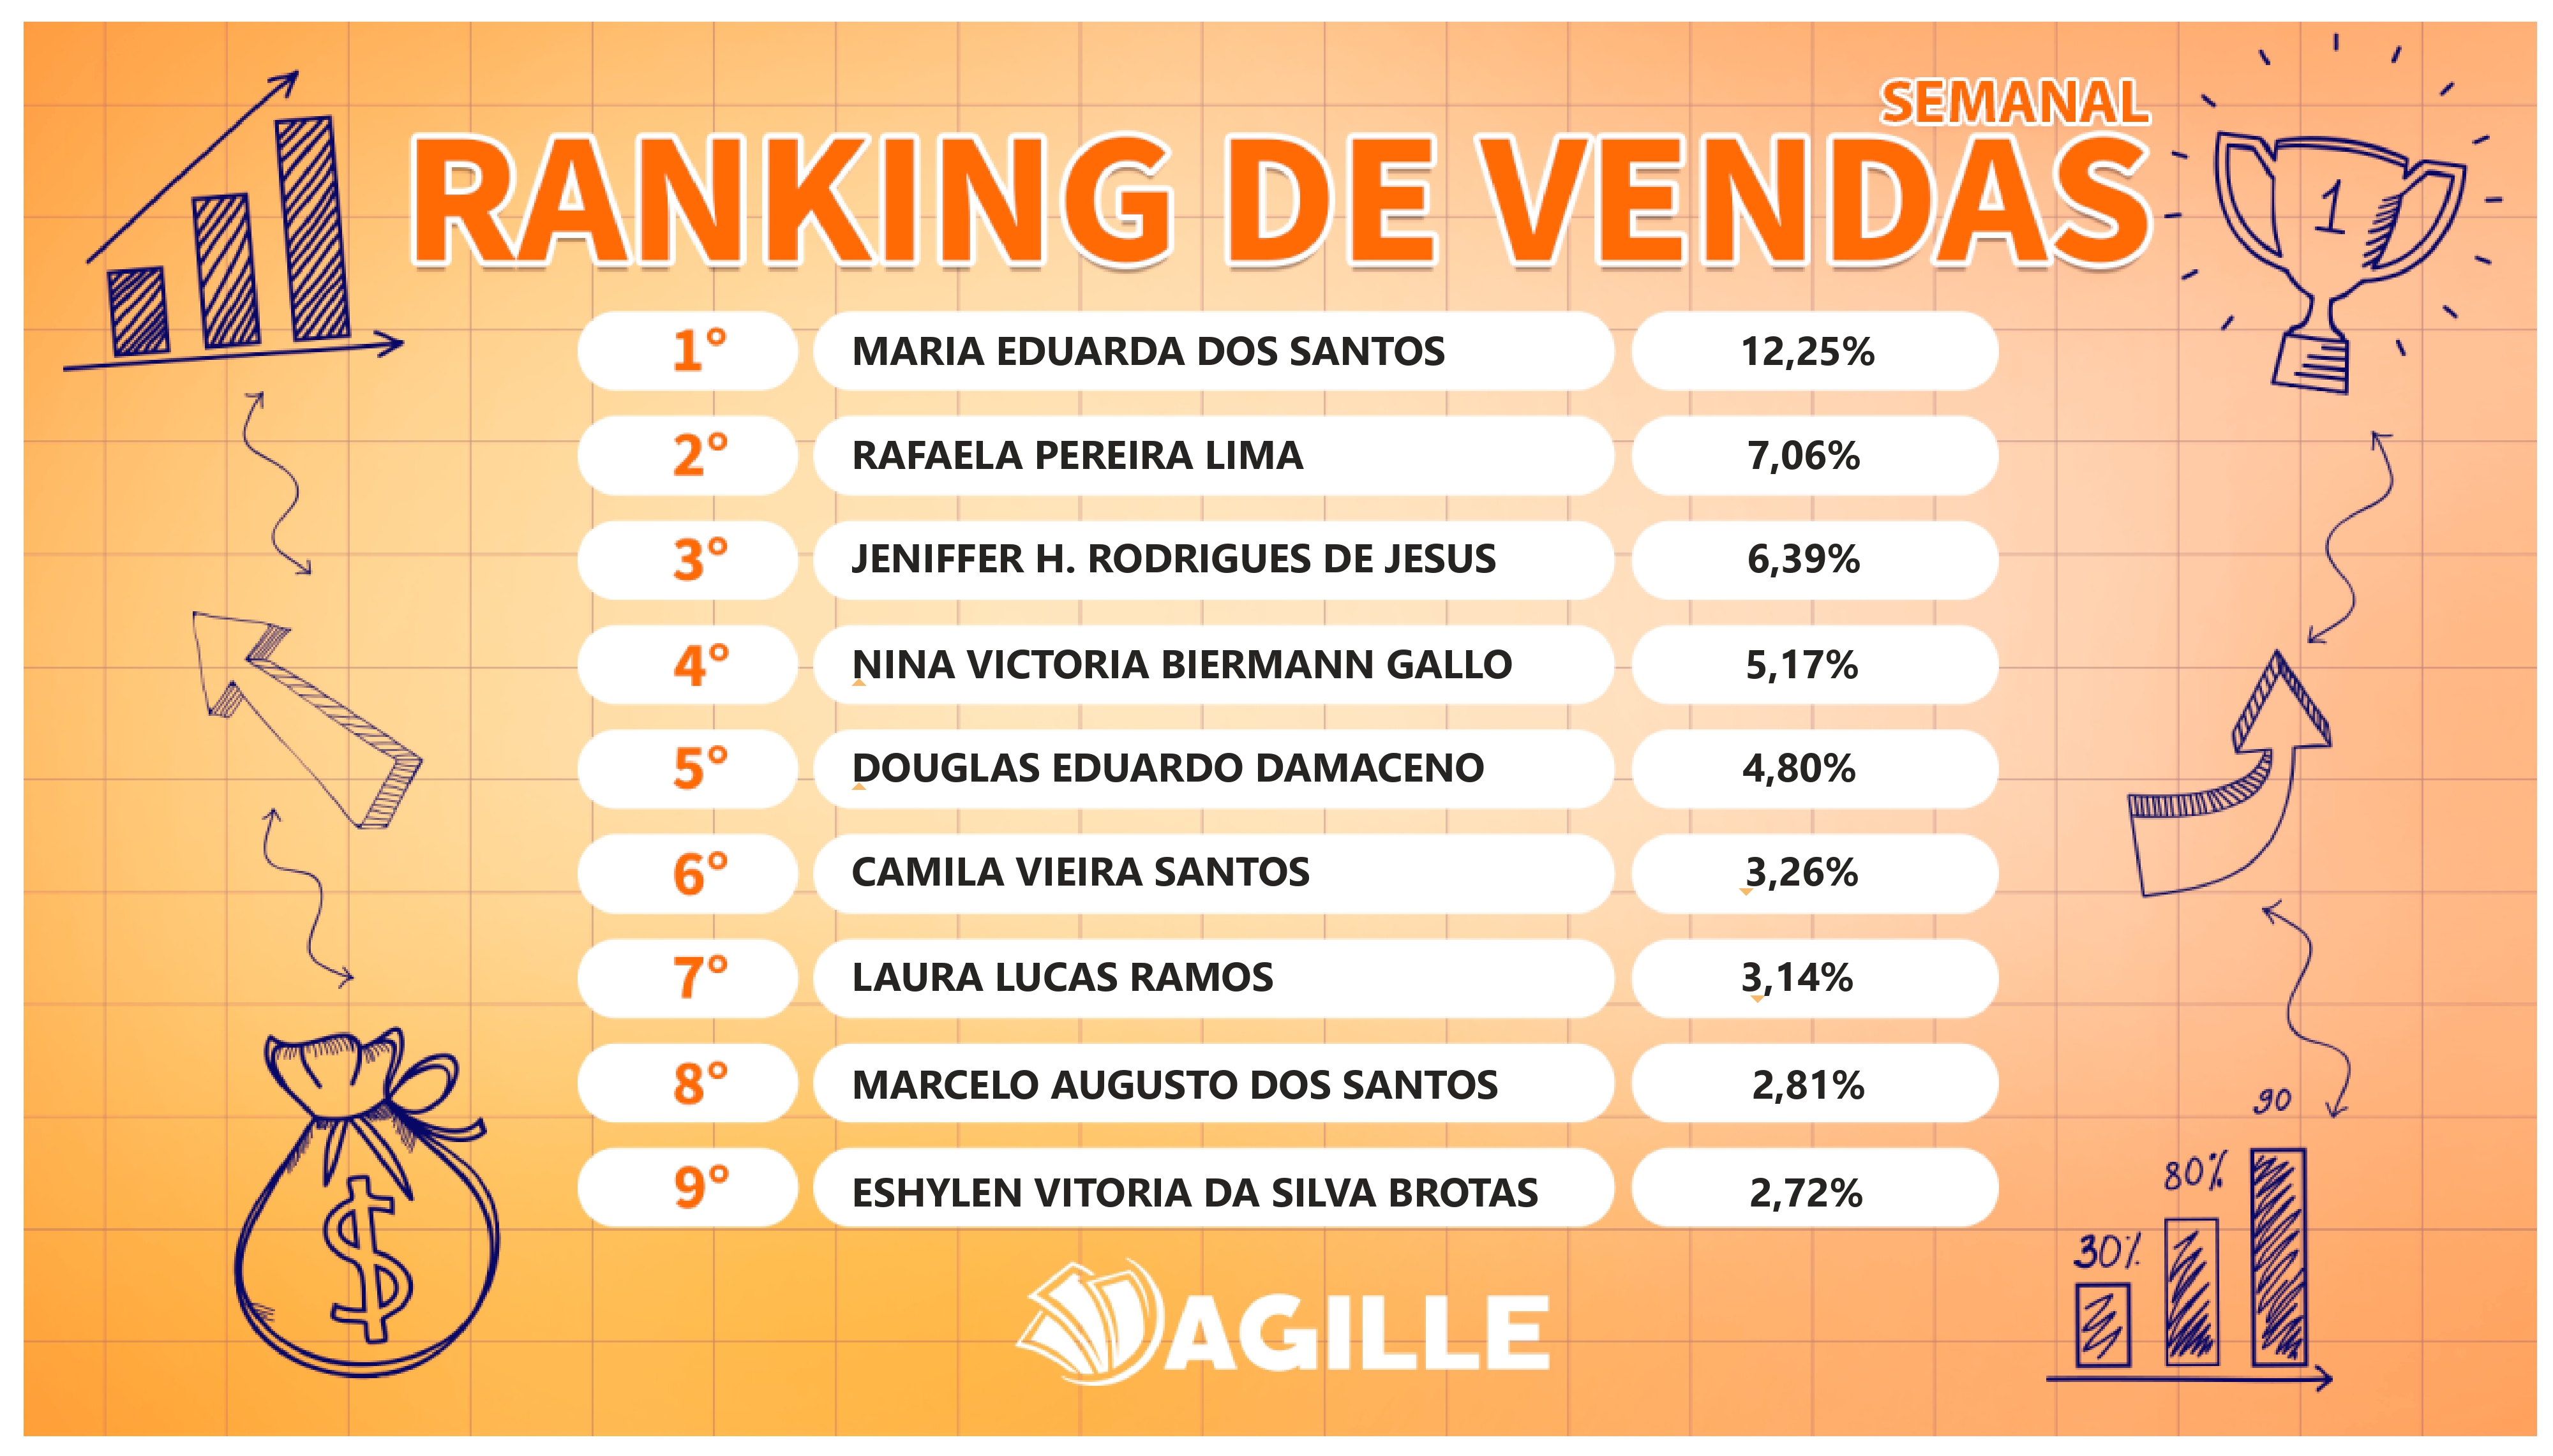 SEMANAL
RANKING DE VENDAS
1
1° MARIA EDUARDA DOS SANTOS 12,25%
2° RAFAELA PEREIRA LIMA 7,06%
3° JENIFFER H. RODRIGUES DE JESUS 6,39%
4° NINA VICTORIA BIERMANN GALLO 5,17%
5° DOUGLAS EDUARDO DAMACENO 4,80%
6° CAMILA VIEIRA SANTOS 3,26%
7° LAURA LUCAS RAMOS 3,14%
8° MARCELO AUGUSTO DOS SANTOS 2,81%
9° ESHYLEN VITORIA DA SILVA BROTAS 2,72%
$
90
80%
30%
AGILLE